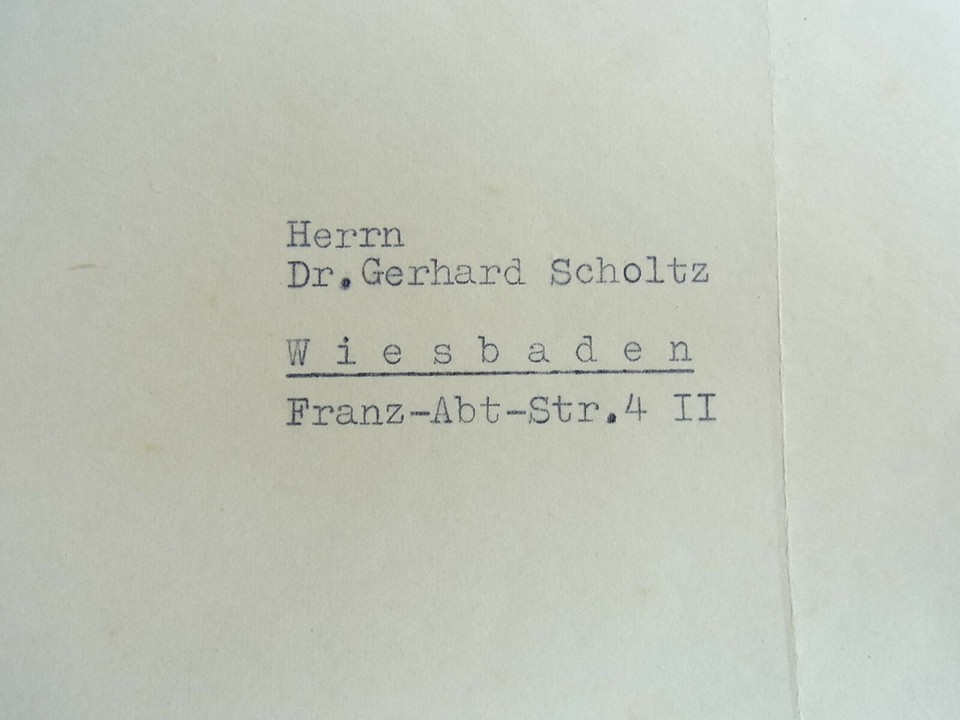 Herrn
Dr.Gerhard Scholtz
W i e s b a d e n
Franz-Abt-Str.4 II